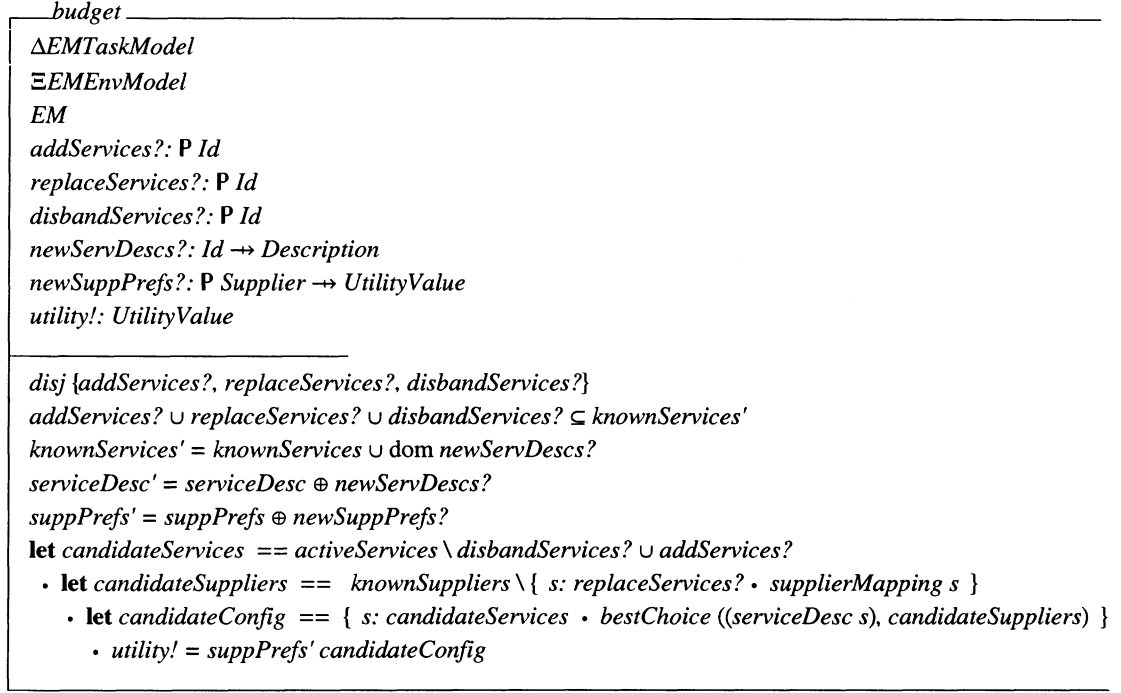 budget
ΔEMTaskModel
ΞEMEnvModel
EM
addServices?: P Id
replaceServices?: P Id
disbandServices?: P Id
newServDescs?: Id ⇸ Description
newSuppPrefs?: P Supplier ⇸ UtilityValue
utility!: UtilityValue
disj {addServices?, replaceServices?, disbandServices?}
addServices? ∪ replaceServices? ∪ disbandServices? ⊆ knownServices'
knownServices' = knownServices ∪ dom newServDescs?
serviceDesc' = serviceDesc ⊕ newServDescs?
suppPrefs' = suppPrefs ⊕ newSuppPrefs?
let candidateServices == activeServices \ disbandServices? ∪ addServices?
• let candidateSuppliers == knownSuppliers \ { s: replaceServices? • supplierMapping s }
• let candidateConfig == { s: candidateServices • bestChoice ((serviceDesc s), candidateSuppliers) }
• utility! = suppPrefs' candidateConfig